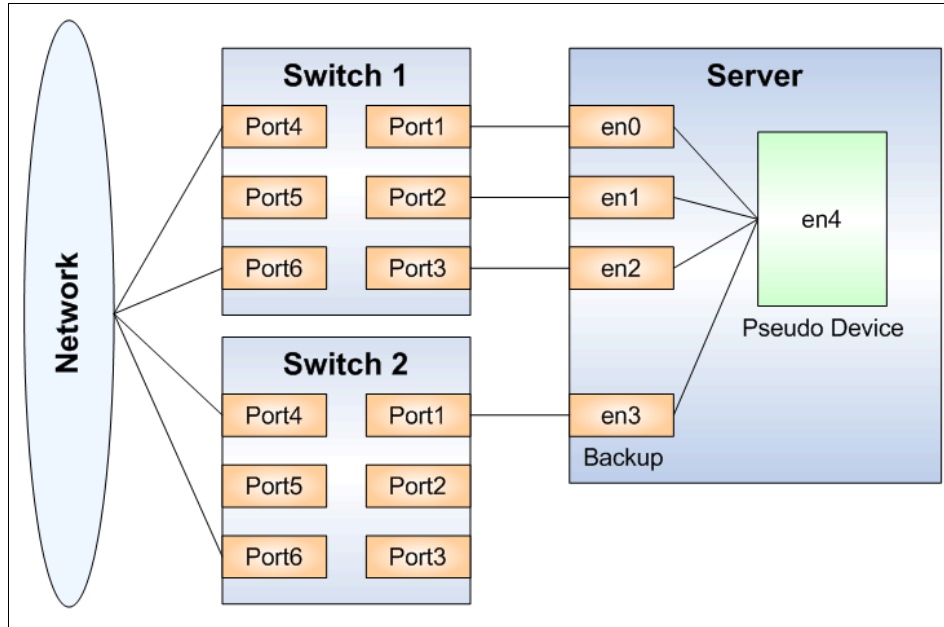 Network
Switch 1
Port4
Port1
Port5
Port2
Port6
Port3
Switch 2
Port4
Port1
Port5
Port2
Port6
Port3
Server
en0
en1
en2
en3
Backup
en4
Pseudo Device